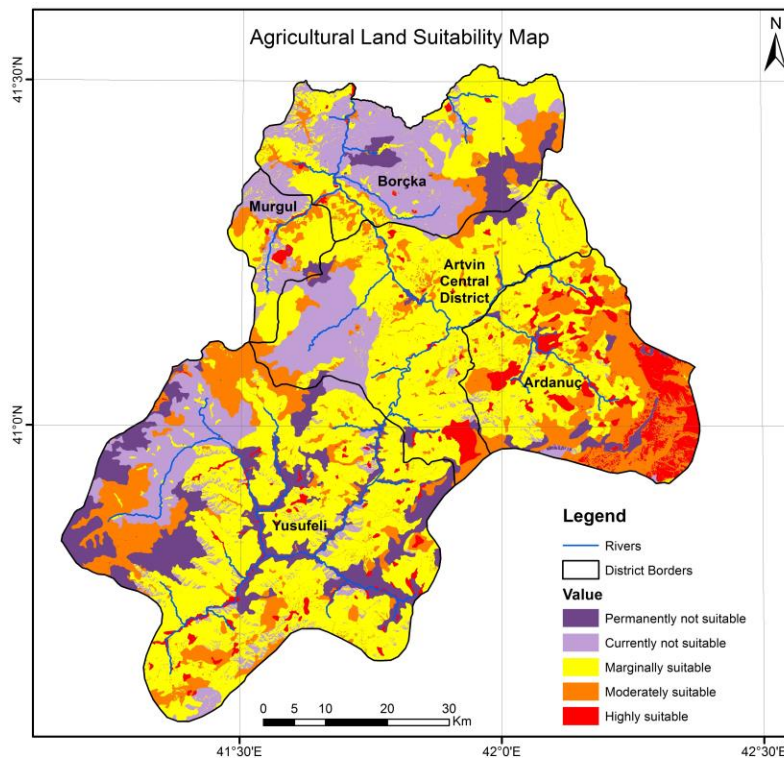 Agricultural Land Suitability Map
N
41°30'N
41°0'N
Borçka
Murgul
Artvin
Central
District
Ardanuç
Yusufeli
Legend
Rivers
District Borders
Value
Permanently not suitable
Currently not suitable
Marginally suitable
Moderately suitable
Highly suitable
0 5 10 20 30
Km
41°30'E
42°0'E
42°30'E